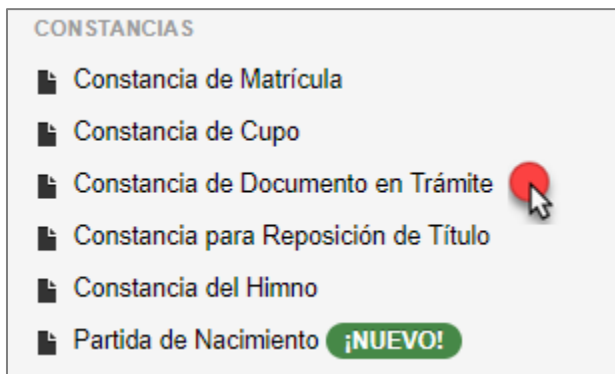 CONSTANCIAS
Constancia de Matrícula
Constancia de Cupo
Constancia de Documento en Trámite
Constancia para Reposición de Título
Constancia del Himno
Partida de Nacimiento ¡NUEVO!